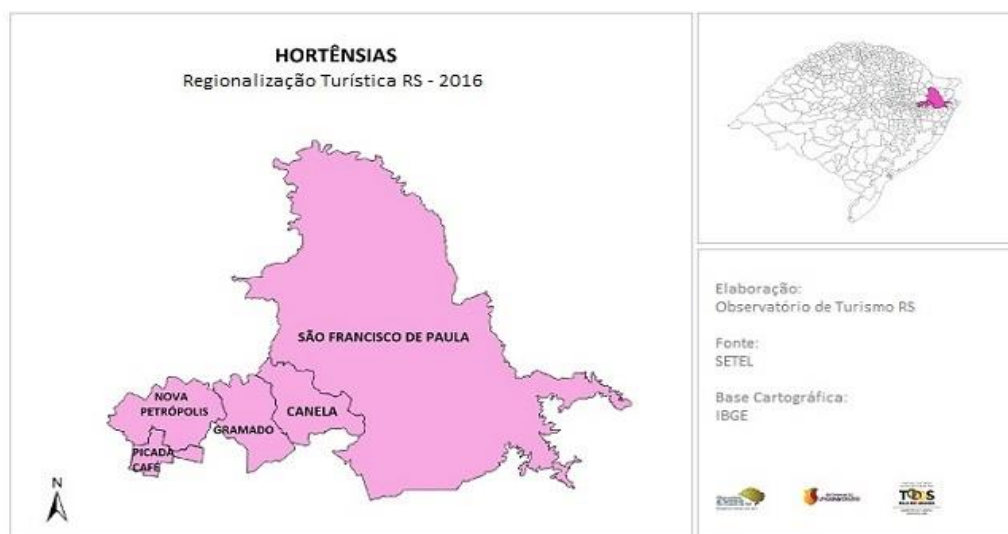 HORTÊNSIAS
Regionalização Turística RS - 2016
SÃO FRANCISCO DE PAULA
NOVA
PETRÓPOLIS
CANELA
GRAMADO
PICADA
CAFÉ
N
Elaboração:
Observatório de Turismo RS
Fonte:
SETEL
Base Cartográfica:
IBGE